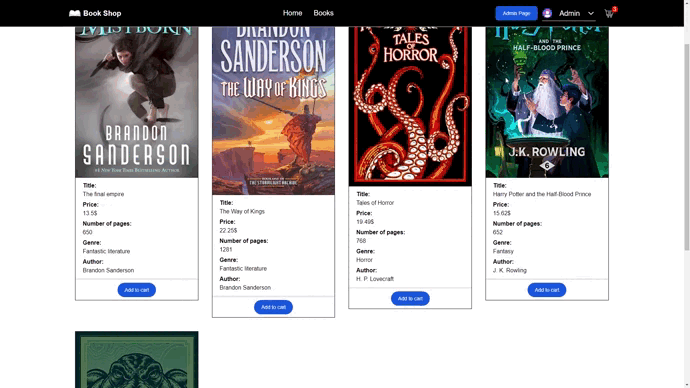 Book Shop
Home
Books
Admin Page
Admin
3
MISTBORN
BRANDON
SANDERSON
#1 NEW YORK TIMES BESTSELLING AUTHOR
Title:
The final empire
Price:
13.5$
Number of pages:
650
Genre:
Fantastic literature
Author:
Brandon Sanderson
Add to cart
BRANDON
SANDERSON
THE WAY OF KINGS
THE STORMLIGHT ARCHIVE
Title:
The Way of Kings
Price:
22.25$
Number of pages:
1281
Genre:
Fantastic literature
Author:
Brandon Sanderson
Add to cart
TALES
OF
HORROR
Title:
Tales of Horror
Price:
19.49$
Number of pages:
768
Genre:
Horror
Author:
H. P. Lovecraft
Add to cart
AND THE
HALF-BLOOD PRINCE
J.K. ROWLING
6
Title:
Harry Potter and the Half-Blood Prince
Price:
15.62$
Number of pages:
652
Genre:
Fantasy
Author:
J. K. Rowling
Add to cart